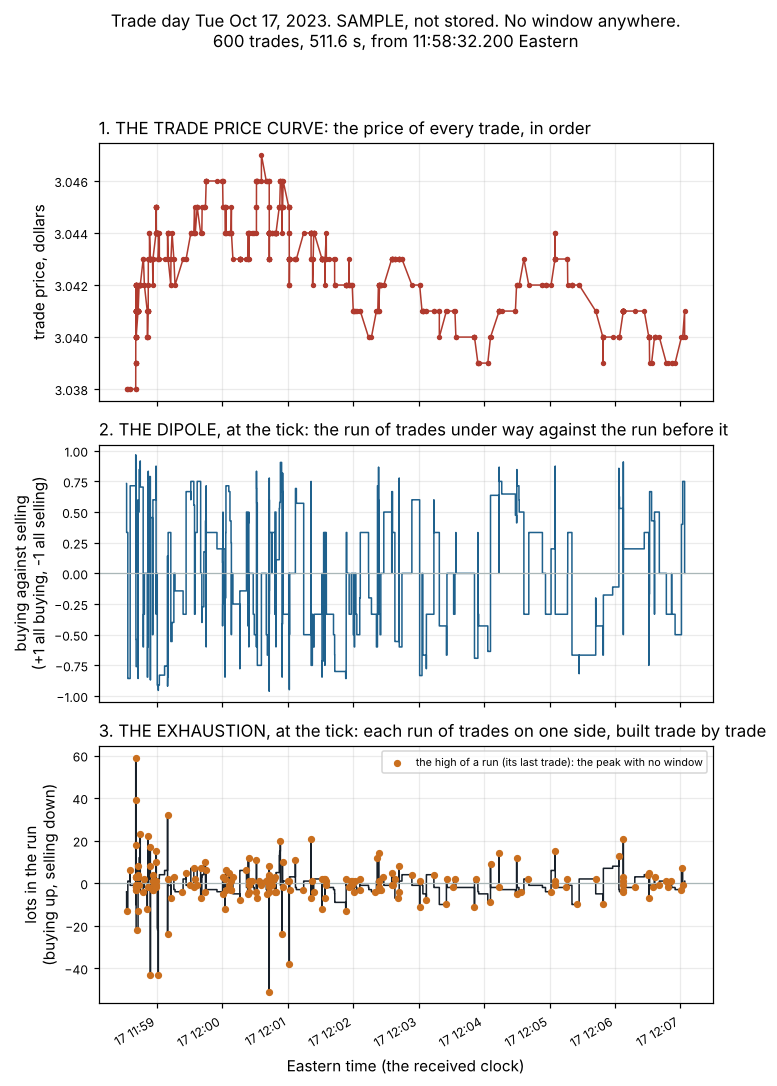 Trade day Tue Oct 17, 2023. SAMPLE, not stored. No window anywhere.
600 trades, 511.6 s, from 11:58:32.200 Eastern
1. THE TRADE PRICE CURVE: the price of every trade, in order
trade price, dollars
3.046
3.044
3.042
3.040
3.038
2. THE DIPOLE, at the tick: the run of trades under way against the run before it
buying against selling
(+1 all buying, −1 all selling)
1.00
0.75
0.50
0.25
0.00
−0.25
−0.50
−0.75
−1.00
3. THE EXHAUSTION, at the tick: each run of trades on one side, built trade by trade
the high of a run (its last trade): the peak with no window
lots in the run
(buying up, selling down)
60
40
20
0
−20
−40
17 11:59
17 12:00
17 12:01
17 12:02
17 12:03
17 12:04
17 12:05
17 12:06
17 12:07
Eastern time (the received clock)